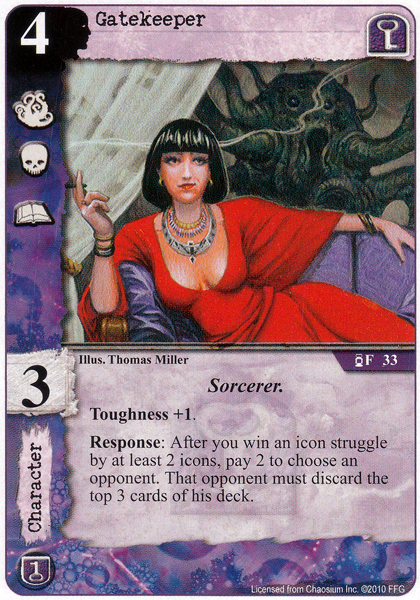 4
Gatekeeper
Illus. Thomas Miller
F 33
3
Sorcerer.
Toughness +1.
Response: After you win an icon struggle
by at least 2 icons, pay 2 to choose an
opponent. That opponent must discard the
top 3 cards of his deck.
Character
1
Licensed from Chaosium Inc. ©2010 FFG